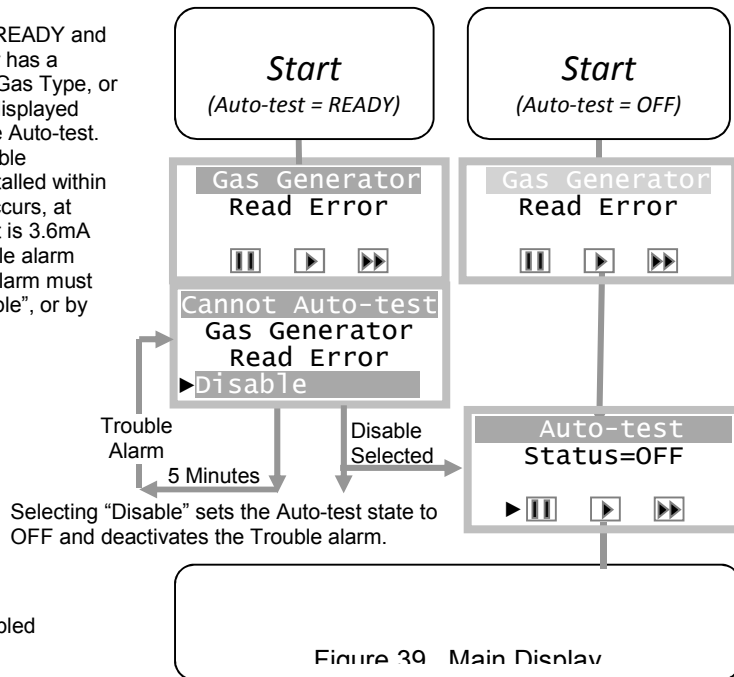 READY and
has a
Gas Type, or
isplayed
Auto-test.
ble
talled within
ccurs, at
t is 3.6mA
le alarm
larm must
ble", or by
bled
Start
(Auto-test = READY)
Gas Generator
Read Error
Cannot Auto-test
Gas Generator
Read Error
►Disable
Trouble
Alarm
5 Minutes
Disable
Selected
Start
(Auto-test = OFF)
Gas Generator
Read Error
Auto-test
Status=OFF
Selecting “Disable” sets the Auto-test state to
OFF and deactivates the Trouble alarm.
Figure 39 Main Display